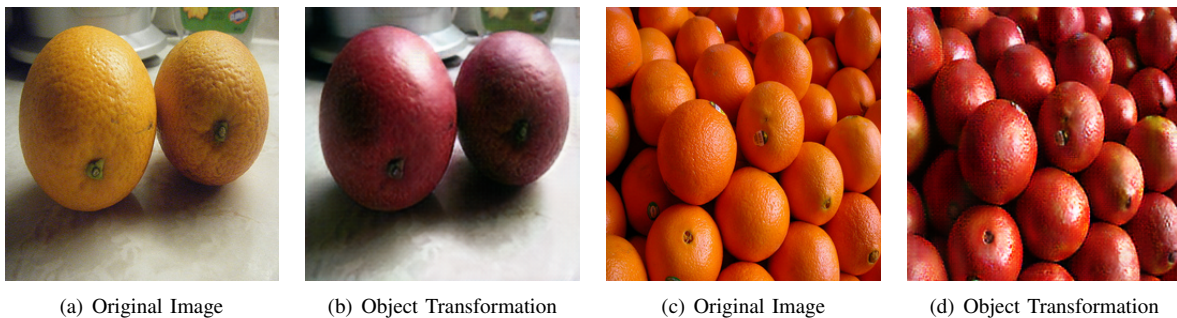 (a) Original Image
(b) Object Transformation
(c) Original Image
(d) Object Transformation